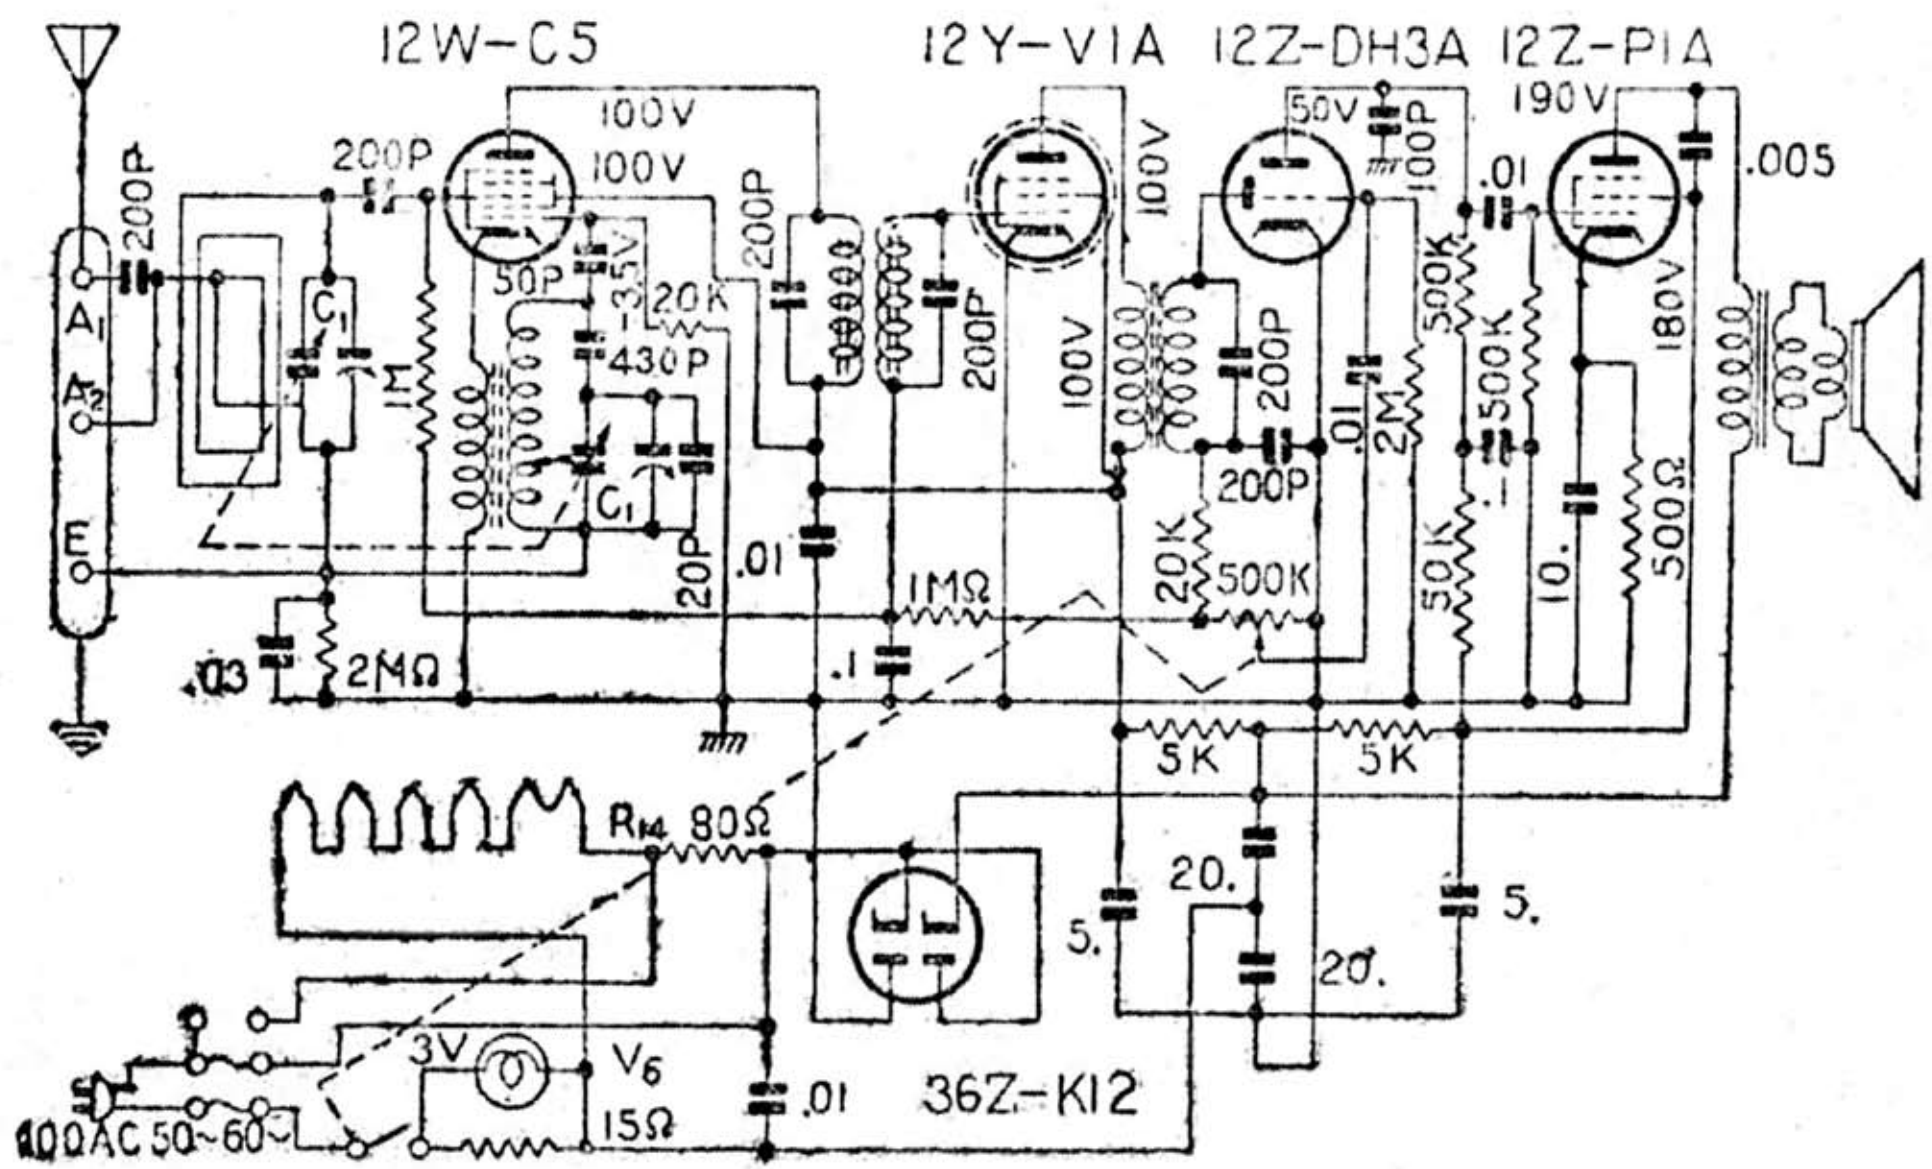 12W-C5
12Y-V1A
12Z-DH3A
12Z-P1A
100V
100V
50V
100P
190V
.005
200P
200P
200P
100V
.01
50P
-35V
20K
A1
C1
A2
1M
430P
200P
100V
200P
.01
2M
500K
500K
180V
E
C1
20P
.01
1MΩ
200P
20K
500K
50K
.1
10.
500Ω
.03
2MΩ
.1
5K
5K
R14 80Ω
20.
5.
5.
20.
3V
V6
.01
36Z-K12
100AC 50~60~
15Ω